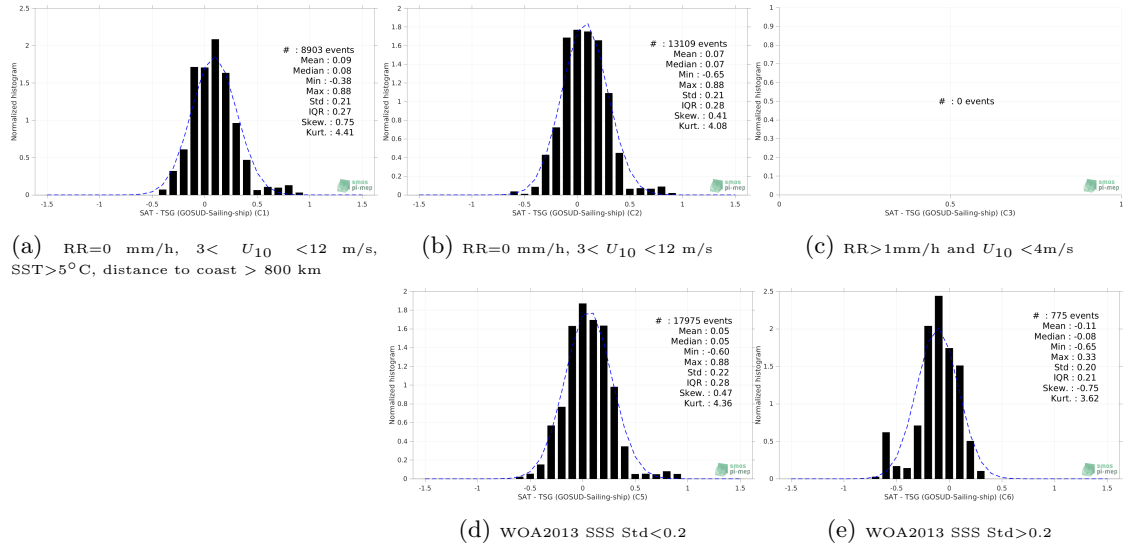 2.5
2
1.5
1
0.5
0
-1.5
-1
-0.5
0
0.5
1
1.5
Normalized histogram
SAT - TSG (GOSUD-Sailing-ship) (C1)
# : 8903 events
Mean : 0.09
Median : 0.08
Min : -0.38
Max : 0.88
Std : 0.21
IQR : 0.27
Skew. : 0.75
Kurt. : 4.41
smos
pi-mep
(a) RR=0 mm/h, 3< U10 <12 m/s,
SST>5°C, distance to coast > 800 km
2
1.8
1.6
1.4
1.2
1
0.8
0.6
0.4
0.2
0
-1.5
-1
-0.5
0
0.5
1
1.5
Normalized histogram
SAT - TSG (GOSUD-Sailing-ship) (C2)
# : 13109 events
Mean : 0.07
Median : 0.07
Min : -0.65
Max : 0.88
Std : 0.21
IQR : 0.28
Skew. : 0.41
Kurt. : 4.08
smos
pi-mep
(b) RR=0 mm/h, 3< U10 <12 m/s
1
0.9
0.8
0.7
0.6
0.5
0.4
0.3
0.2
0.1
0
0
0.5
1
Normalized histogram
SAT - TSG (GOSUD-Sailing-ship) (C3)
# : 0 events
smos
pi-mep
(c) RR>1mm/h and U10 <4m/s
2
1.8
1.6
1.4
1.2
1
0.8
0.6
0.4
0.2
0
-1.5
-1
-0.5
0
0.5
1
1.5
Normalized histogram
SAT - TSG (GOSUD-Sailing-ship) (C5)
# : 17975 events
Mean : 0.05
Median : 0.05
Min : -0.60
Max : 0.88
Std : 0.22
IQR : 0.28
Skew. : 0.47
Kurt. : 4.36
smos
pi-mep
(d) WOA2013 SSS Std<0.2
2.5
2
1.5
1
0.5
0
-1.5
-1
-0.5
0
0.5
1
1.5
Normalized histogram
SAT - TSG (GOSUD-Sailing-ship) (C6)
# : 775 events
Mean : -0.11
Median : -0.08
Min : -0.65
Max : 0.33
Std : 0.20
IQR : 0.21
Skew. : -0.75
Kurt. : 3.62
smos
pi-mep
(e) WOA2013 SSS Std>0.2